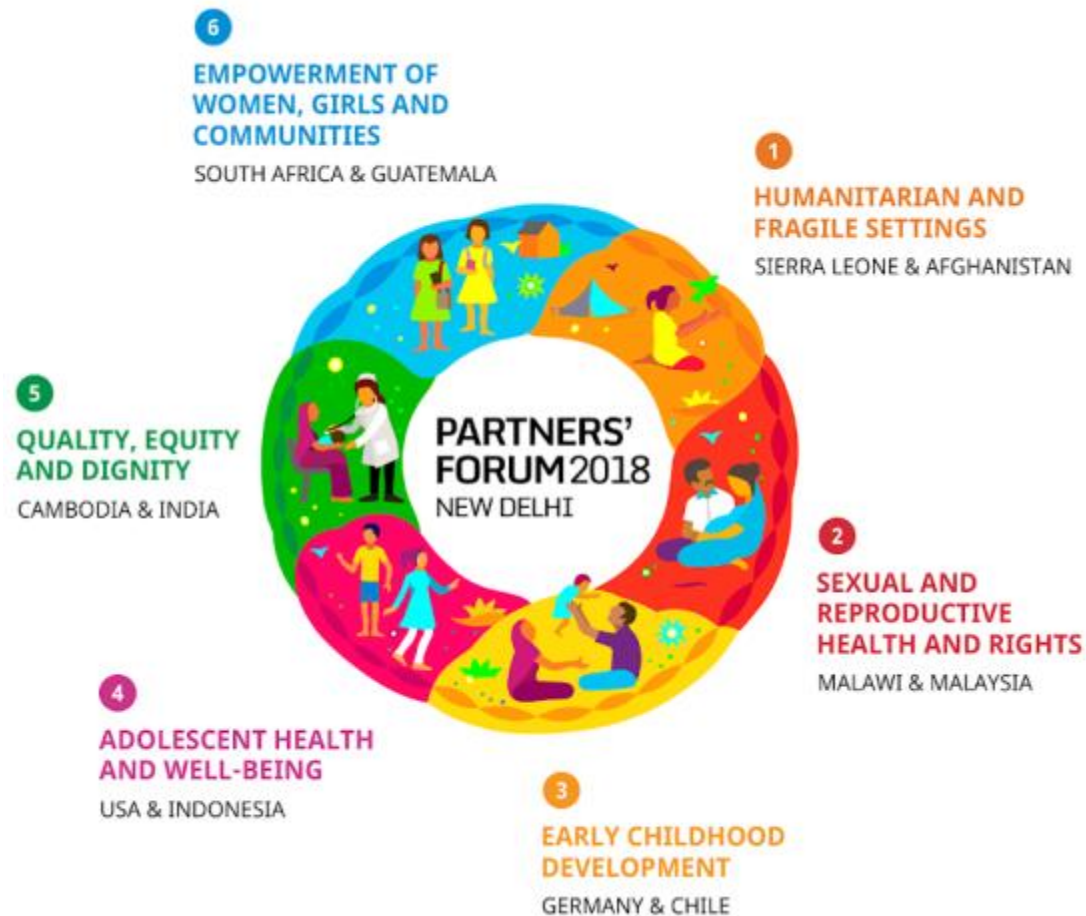 6
EMPOWERMENT OF
WOMEN, GIRLS AND
COMMUNITIES
SOUTH AFRICA & GUATEMALA
1
HUMANITARIAN AND
FRAGILE SETTINGS
SIERRA LEONE & AFGHANISTAN
5
QUALITY, EQUITY
AND DIGNITY
CAMBODIA & INDIA
PARTNERS'
FORUM 2018
NEW DELHI
2
SEXUAL AND
REPRODUCTIVE
HEALTH AND RIGHTS
MALAWI & MALAYSIA
4
ADOLESCENT HEALTH
AND WELL-BEING
USA & INDONESIA
3
EARLY CHILDHOOD
DEVELOPMENT
GERMANY & CHILE